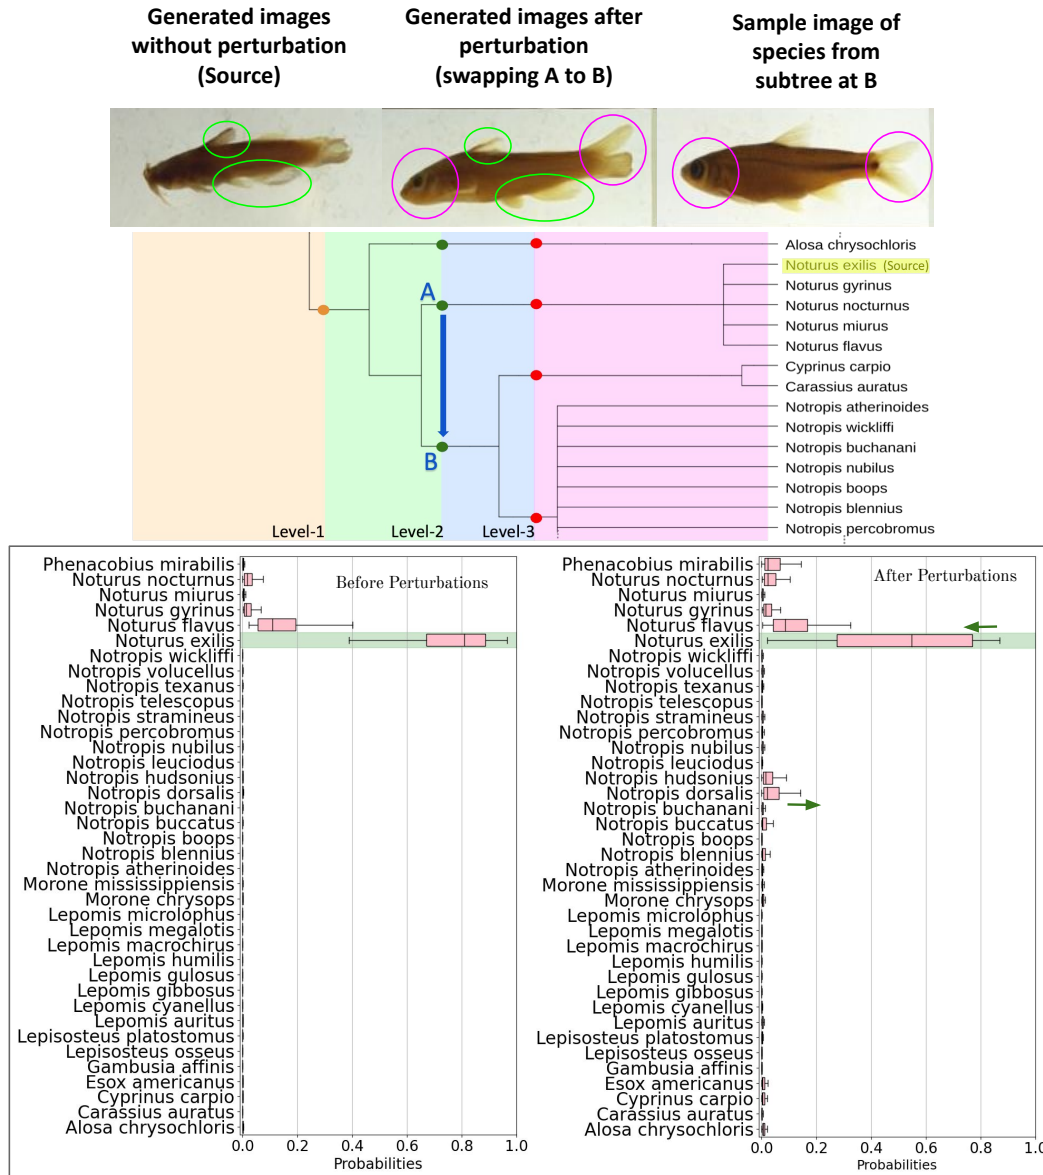 Generated images
without perturbation
(Source)
Generated images after
perturbation
(swapping A to B)
Sample image of
species from
subtree at B
A
B
Level-1
Level-2
Level-3
Alosa chrysochloris
Noturus exilis (Source)
Noturus gyrinus
Noturus nocturnus
Noturus miurus
Noturus flavus
Cyprinus carpio
Carassius auratus
Notropis atherinoides
Notropis wickliffi
Notropis buchanani
Notropis nubilus
Notropis boops
Notropis blennius
Notropis percobromus
Before Perturbations
Phenacobius mirabilis
Noturus nocturnus
Noturus miurus
Noturus gyrinus
Noturus flavus
Noturus exilis
Notropis wickliffi
Notropis volucellus
Notropis texanus
Notropis telescopus
Notropis stramineus
Notropis percobromus
Notropis nubilus
Notropis leuciodus
Notropis hudsonius
Notropis dorsalis
Notropis buchanani
Notropis buccatus
Notropis boops
Notropis blennius
Notropis atherinoides
Morone mississippiensis
Morone chrysops
Lepomis microlophus
Lepomis megalotis
Lepomis macrochirus
Lepomis humilis
Lepomis gulosus
Lepomis gibbosus
Lepomis cyanellus
Lepomis auritus
Lepisosteus platostomus
Lepisosteus osseus
Gambusia affinis
Esox americanus
Cyprinus carpio
Carassius auratus
Alosa chrysochloris
0.0 0.2 0.4 0.6 0.8 1.0
Probabilities
After Perturbations
Phenacobius mirabilis
Noturus nocturnus
Noturus miurus
Noturus gyrinus
Noturus flavus
Noturus exilis
Notropis wickliffi
Notropis volucellus
Notropis texanus
Notropis telescopus
Notropis stramineus
Notropis percobromus
Notropis nubilus
Notropis leuciodus
Notropis hudsonius
Notropis dorsalis
Notropis buchanani
Notropis buccatus
Notropis boops
Notropis blennius
Notropis atherinoides
Morone mississippiensis
Morone chrysops
Lepomis microlophus
Lepomis megalotis
Lepomis macrochirus
Lepomis humilis
Lepomis gulosus
Lepomis gibbosus
Lepomis cyanellus
Lepomis auritus
Lepisosteus platostomus
Lepisosteus osseus
Gambusia affinis
Esox americanus
Cyprinus carpio
Carassius auratus
Alosa chrysochloris
0.0 0.2 0.4 0.6 0.8 1.0
Probabilities